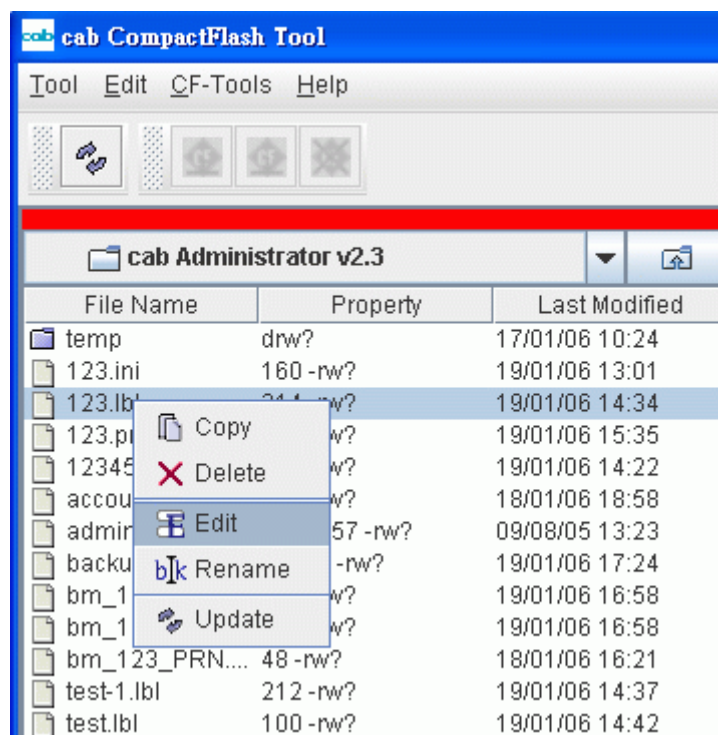 cab cab CompactFlash Tool
Tool Edit CF-Tools Help
cab Administrator v2.3
File Name Property Last Modified
temp drw? 17/01/06 10:24
123.ini 160 -rw? 19/01/06 13:01
123.lbl 19/01/06 14:34
Copy
19/01/06 15:35
Delete
19/01/06 14:22
18/01/06 18:58
Edit
57 -rw? 09/08/05 13:23
-rw? 19/01/06 17:24
Rename
19/01/06 16:58
Update
19/01/06 16:58
bm_123_PRN.... 48 -rw? 18/01/06 16:21
test-1.lbl 212 -rw? 19/01/06 14:37
test.lbl 100 -rw? 19/01/06 14:42